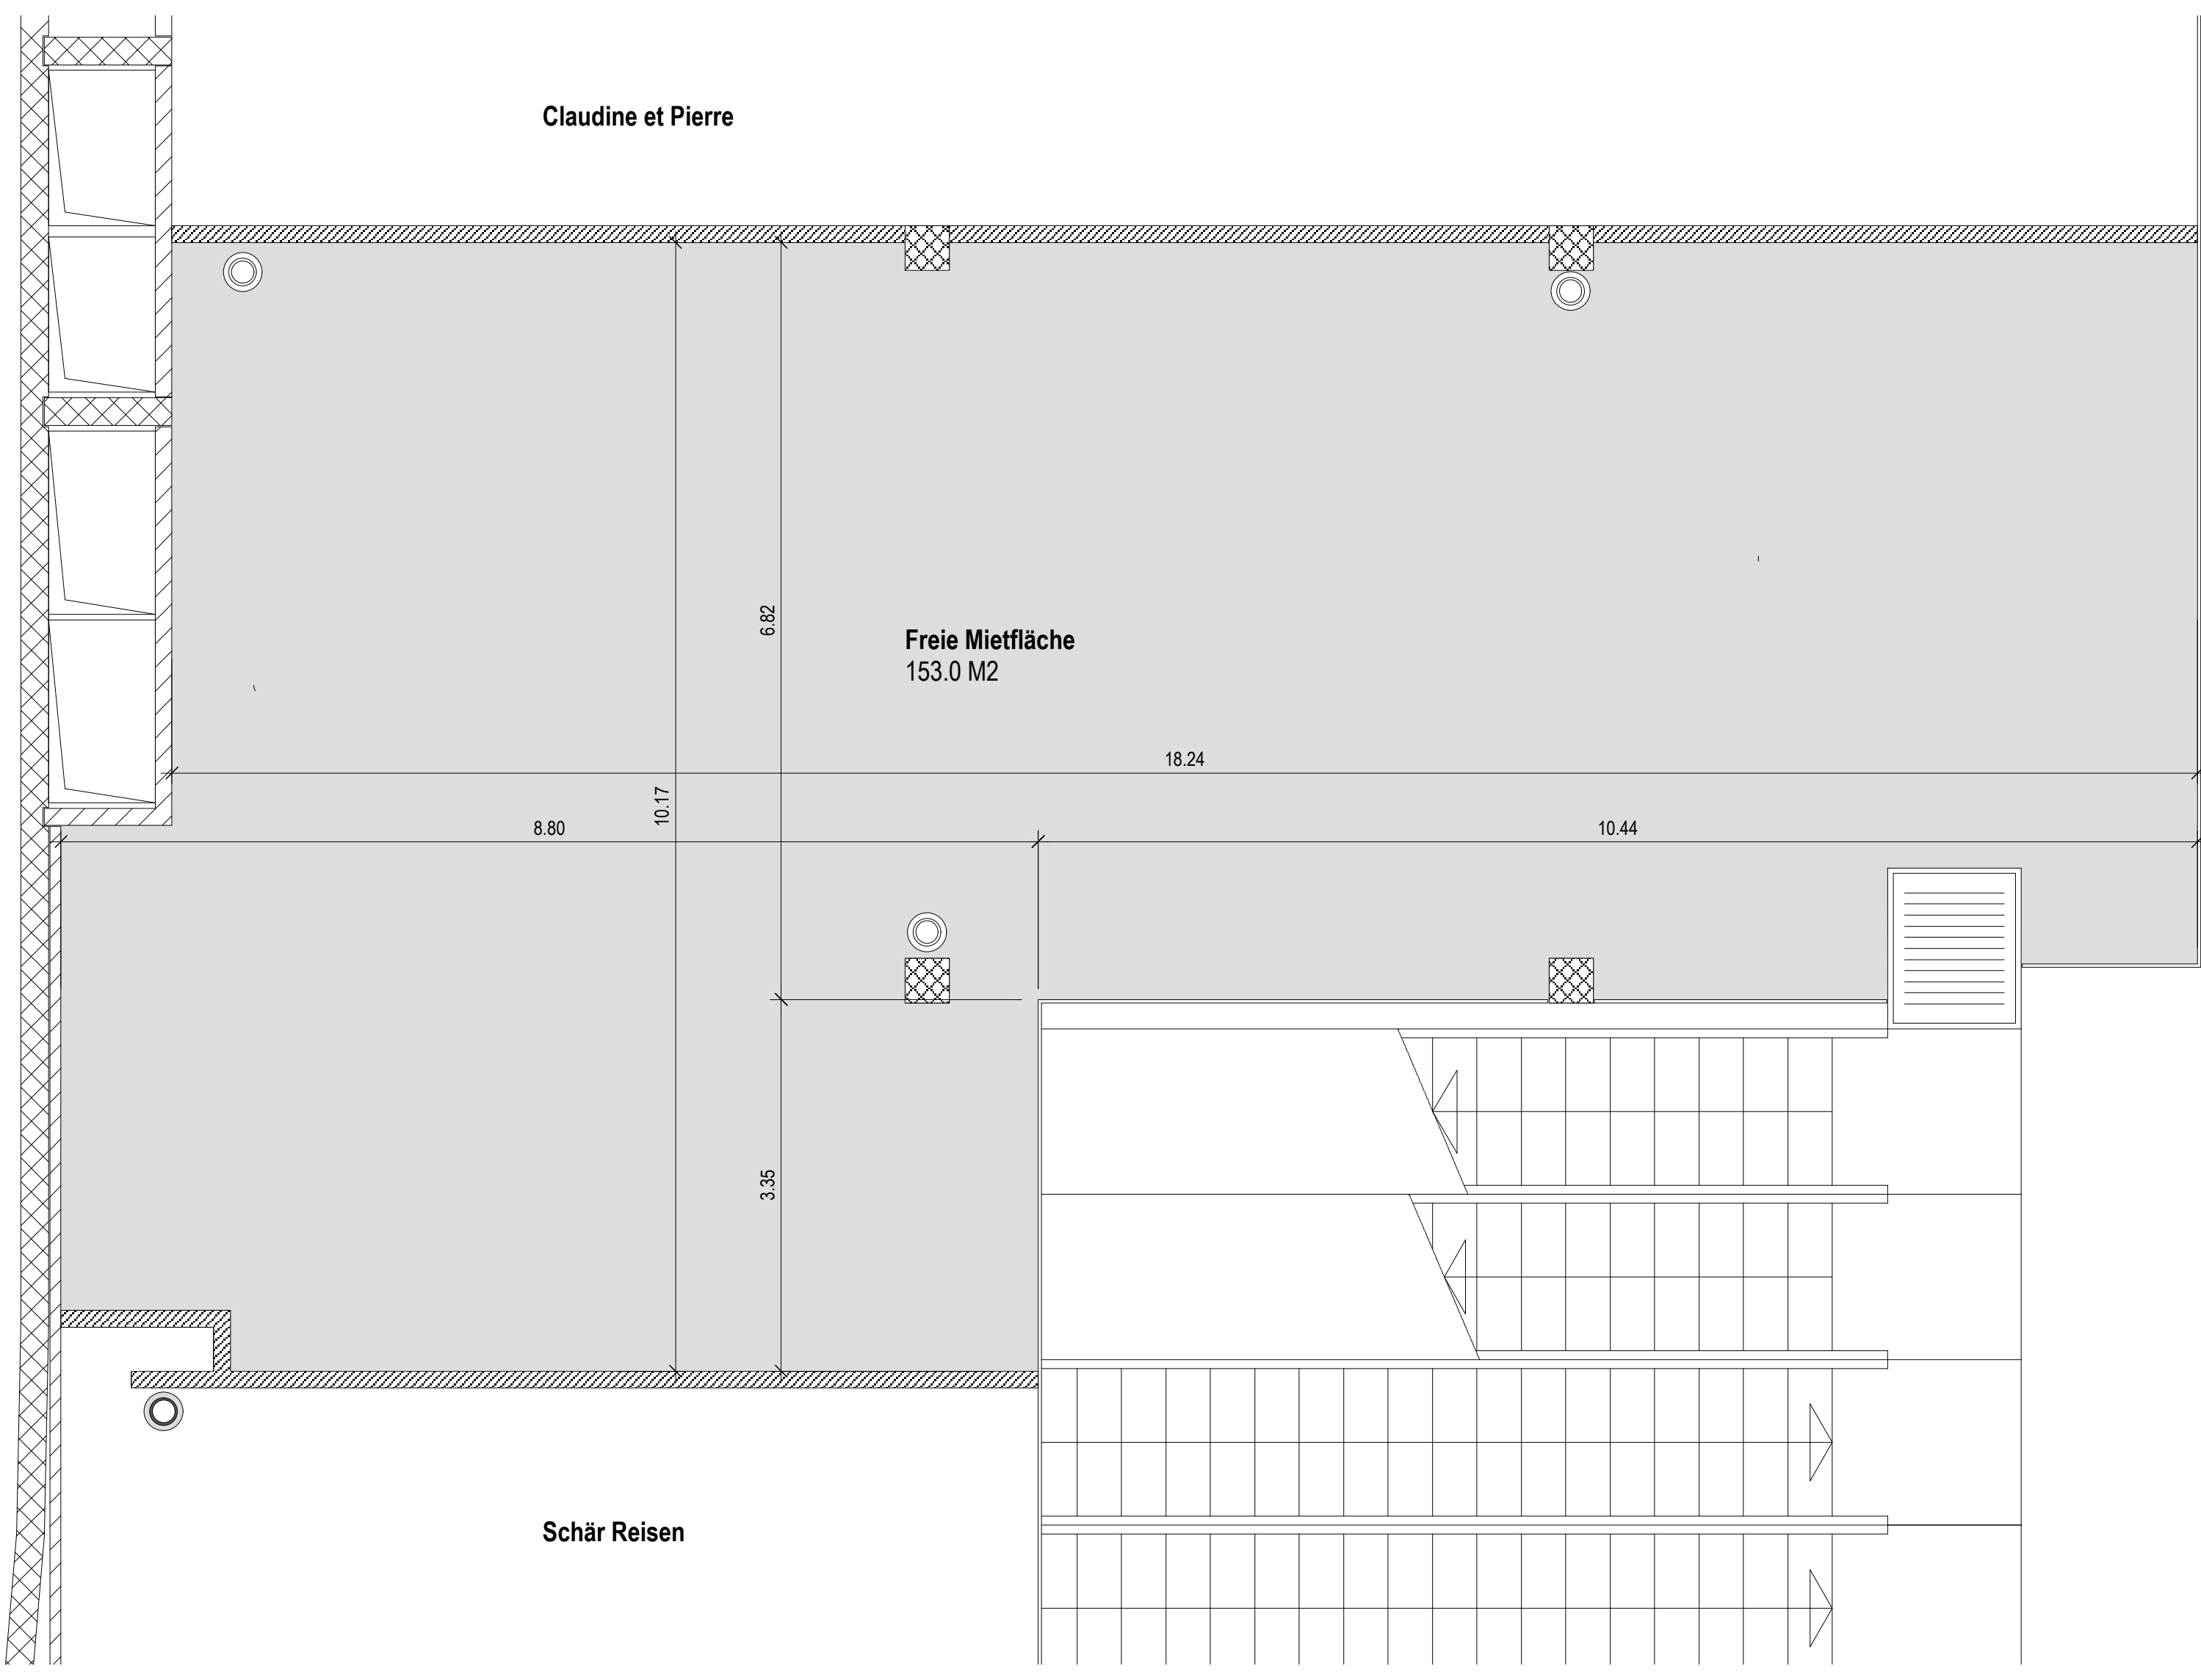 Claudine et Pierre
6.82
Freie Mietfläche
153.0 M2
18.24
10.17
8.80
10.44
3.35
Schär Reisen